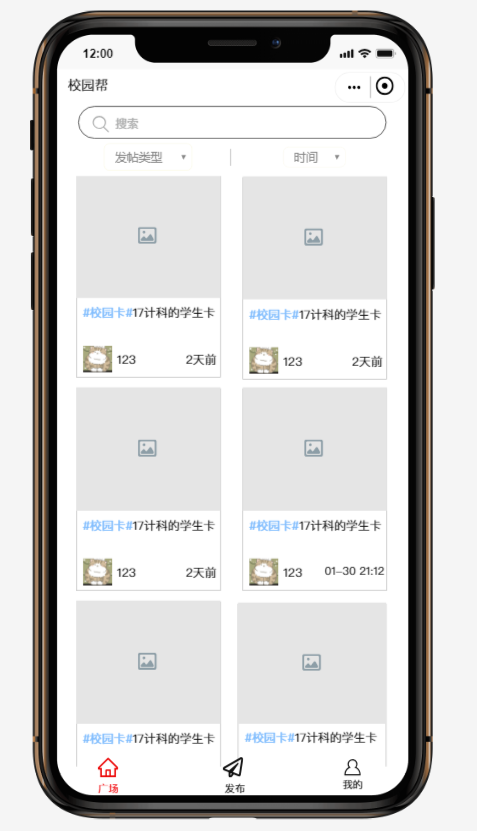 12:00
校园帮
搜索
发帖类型 ▼ 时间 ▼
#校园卡#17计科的学生卡
#校园卡#17计科的学生卡
123 2天前
123 2天前
#校园卡#17计科的学生卡
#校园卡#17计科的学生卡
123 2天前
123 01-30 21:12
#校园卡#17计科的学生卡
#校园卡#17计科的学生卡
广场
发布
我的